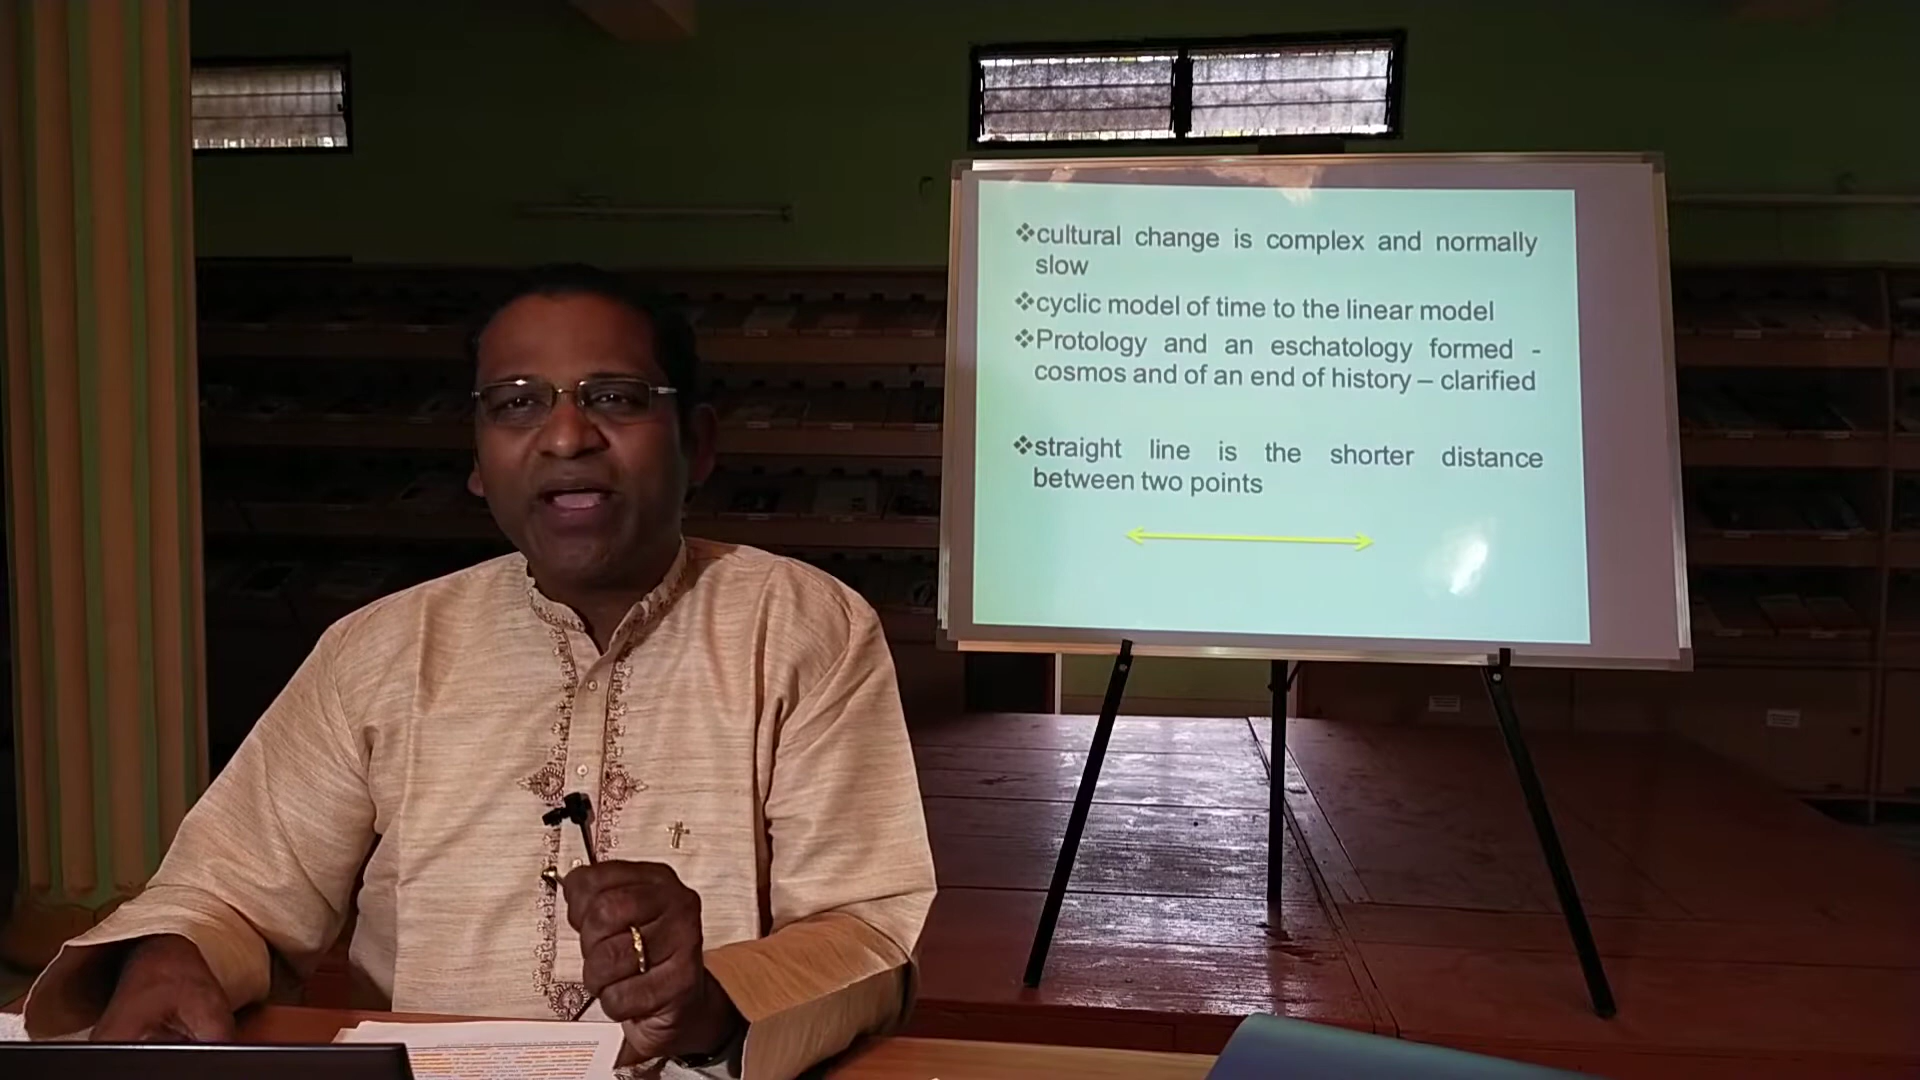 ❖cultural change is complex and normally
slow
❖cyclic model of time to the linear model
❖Protology and an eschatology formed -
cosmos and of an end of history – clarified
❖straight line is the shorter distance
between two points